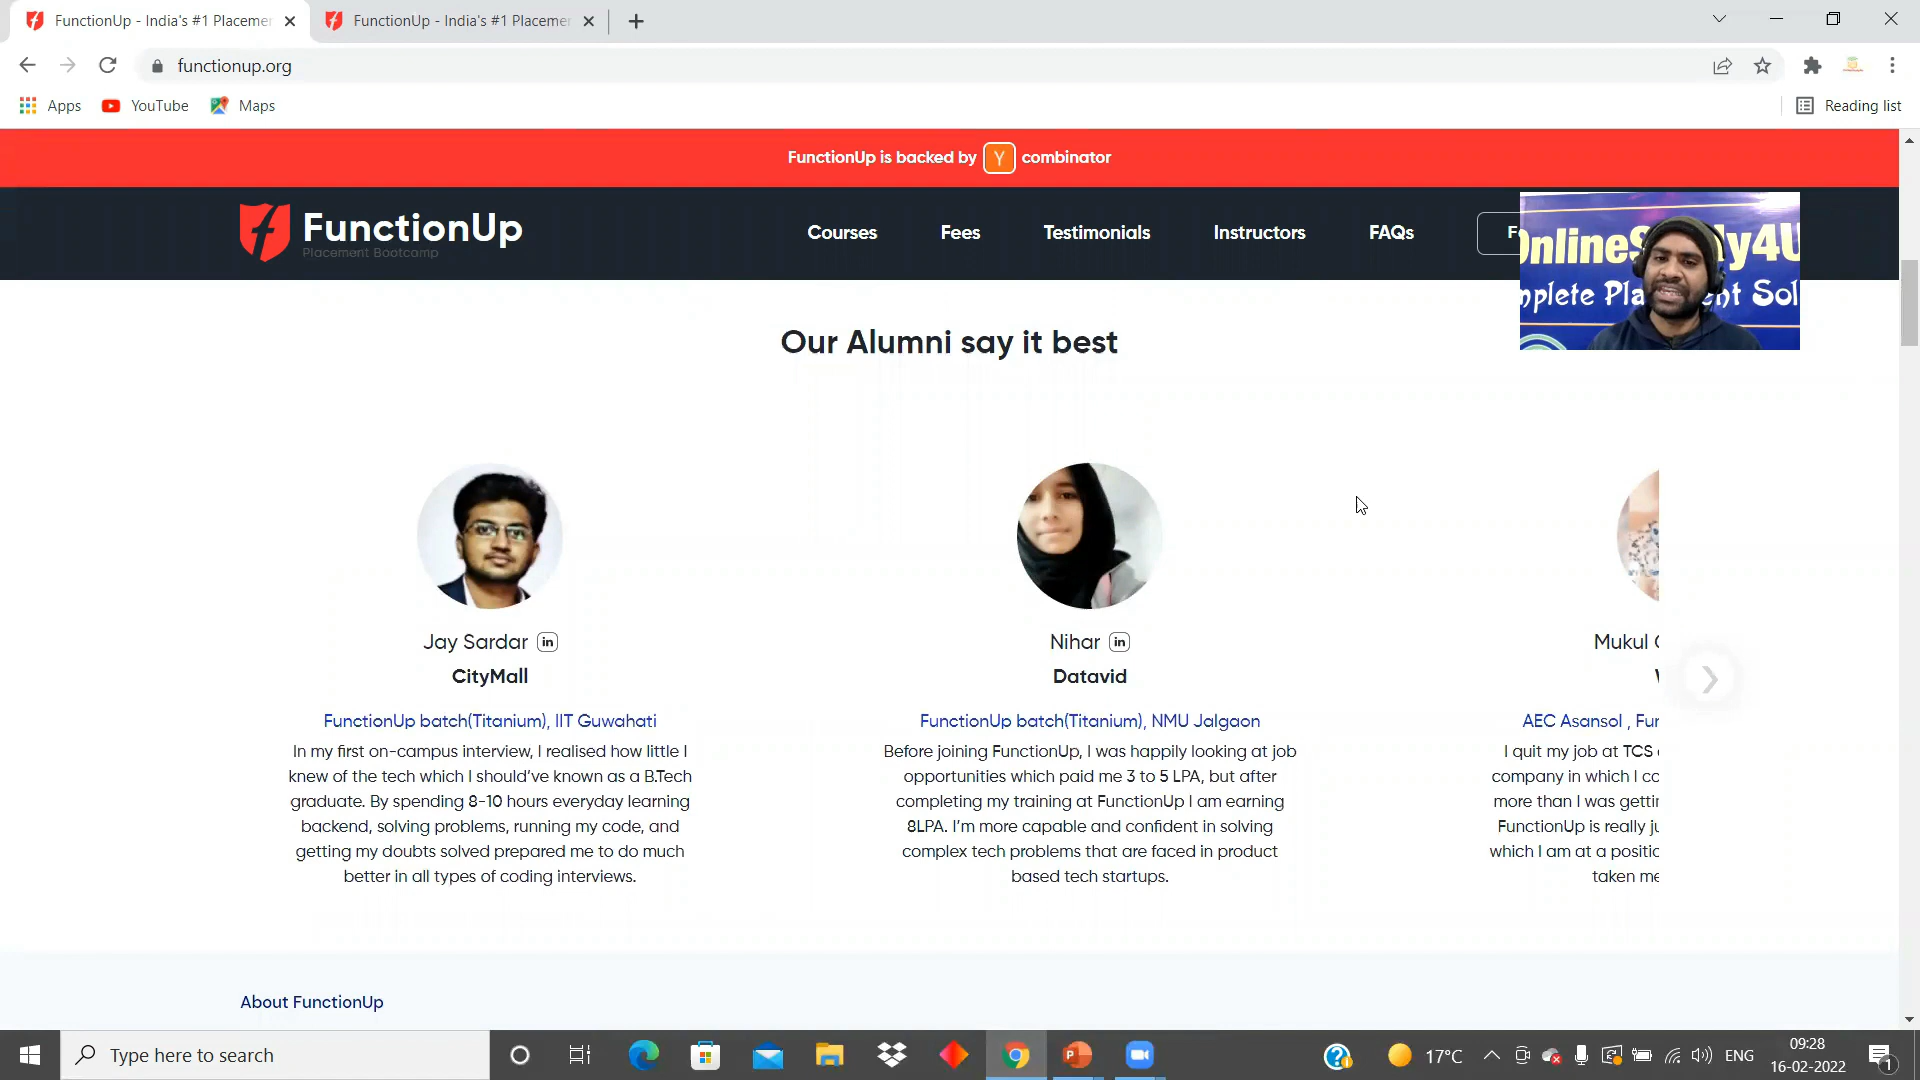 FunctionUp - India's #1 Placemen
FunctionUp - India's #1 Placemen
functionup.org
Apps
YouTube
Maps
Reading list
FunctionUp is backed by Y combinator
FunctionUp
Placement Bootcamp
Courses
Fees
Testimonials
Instructors
FAQs
OnlineStudy4U
Our Alumni say it best
Jay Sardar in
CityMall
FunctionUp batch(Titanium), IIT Guwahati
In my first on-campus interview, I realised how little I
knew of the tech which I should've known as a B.Tech
graduate. By spending 8-10 hours everyday learning
backend, solving problems, running my code, and
getting my doubts solved prepared me to do much
better in all types of coding interviews.
Nihar in
Datavid
FunctionUp batch(Titanium), NMU Jalgaon
Before joining FunctionUp, I was happily looking at job
opportunities which paid me 3 to 5 LPA, but after
completing my training at FunctionUp I am earning
8LPA. I'm more capable and confident in solving
complex tech problems that are faced in product
based tech startups.
Mukul
AEC Asansol ,
I quit my job at TCS
company in which I
more than I was
FunctionUp is really
which I am at a
taken
About FunctionUp
Type here to search
17°C
ENG
09:28
16-02-2022
1